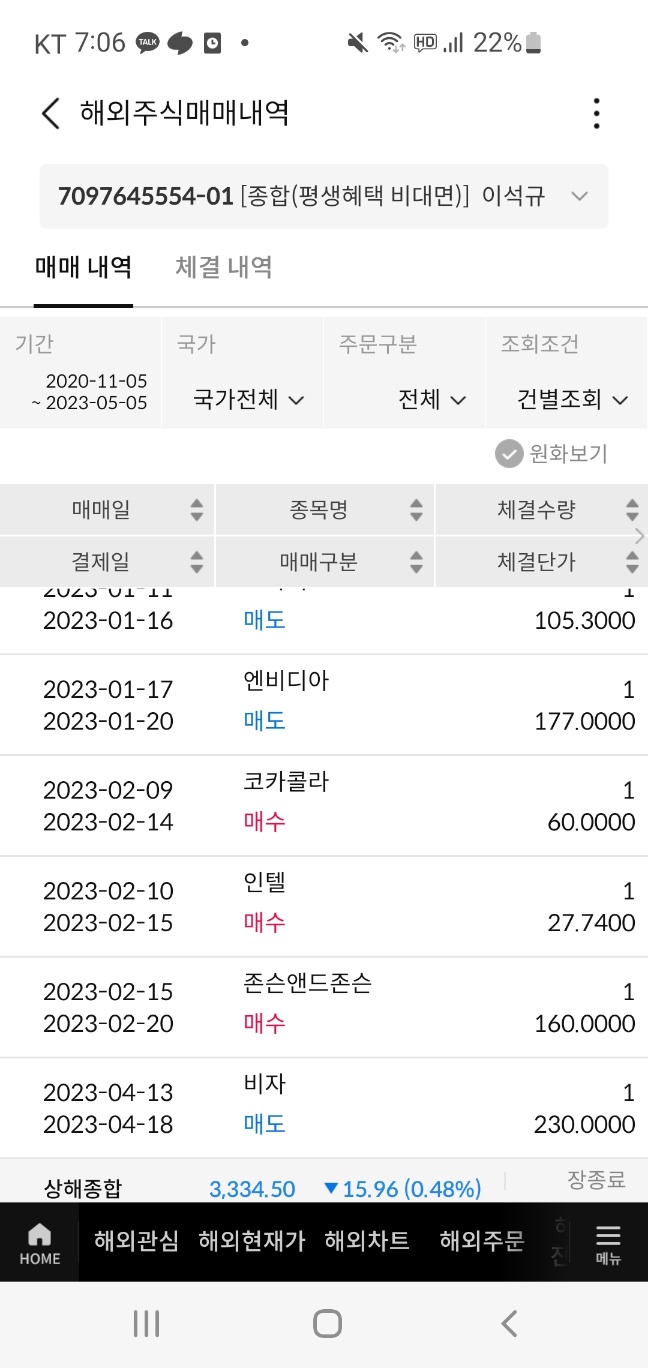 KT 7:06 TALK HD 22%
해외주식매매내역
7097645554-01 [종합(평생혜택 비대면)] 이석규
매매 내역 체결 내역
기간 국가 주문구분 조회조건
2020-11-05
~ 2023-05-05 국가전체 전체 건별조회
원화보기
매매일 종목명 체결수량
결제일 매매구분 체결단가
2023-01-11 1
2023-01-16 매도 105.3000
2023-01-17 엔비디아 1
2023-01-20 매도 177.0000
2023-02-09 코카콜라 1
2023-02-14 매수 60.0000
2023-02-10 인텔 1
2023-02-15 매수 27.7400
2023-02-15 존슨앤드존슨 1
2023-02-20 매수 160.0000
2023-04-13 비자 1
2023-04-18 매도 230.0000
상해종합 3,334.50 ▼15.96 (0.48%) 장종료
HOME 해외관심 해외현재가 해외차트 해외주문 메뉴